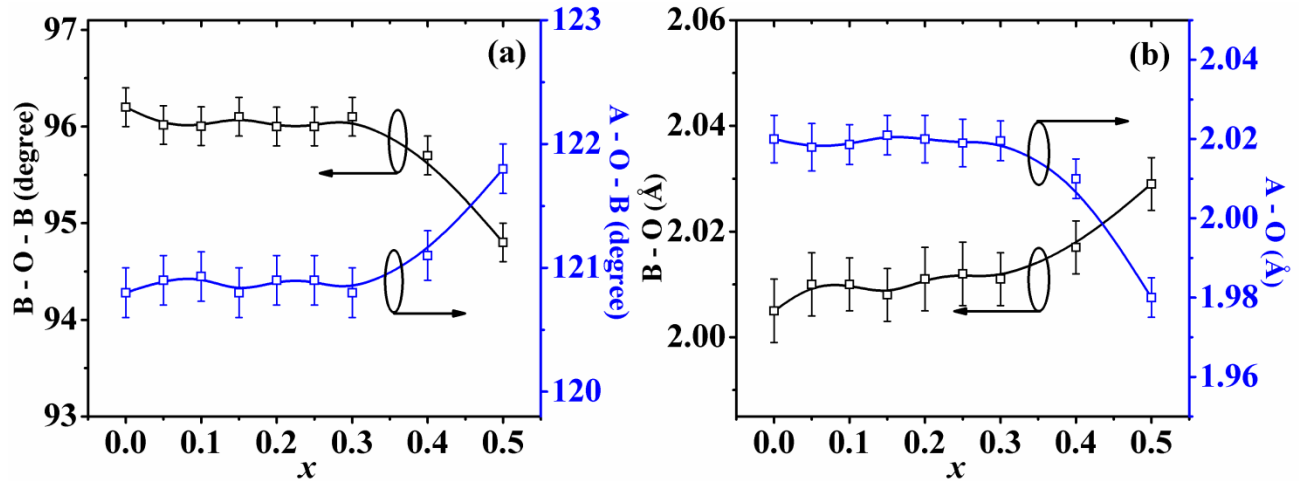 (a)
97
96
95
94
93
B - O - B (degree)
0.0 0.1 0.2 0.3 0.4 0.5
x
123
122
121
120
A - O - B (degree)
(b)
2.06
2.04
2.02
2.00
B - O (Å)
0.0 0.1 0.2 0.3 0.4 0.5
x
2.04
2.02
2.00
1.98
1.96
A - O (Å)